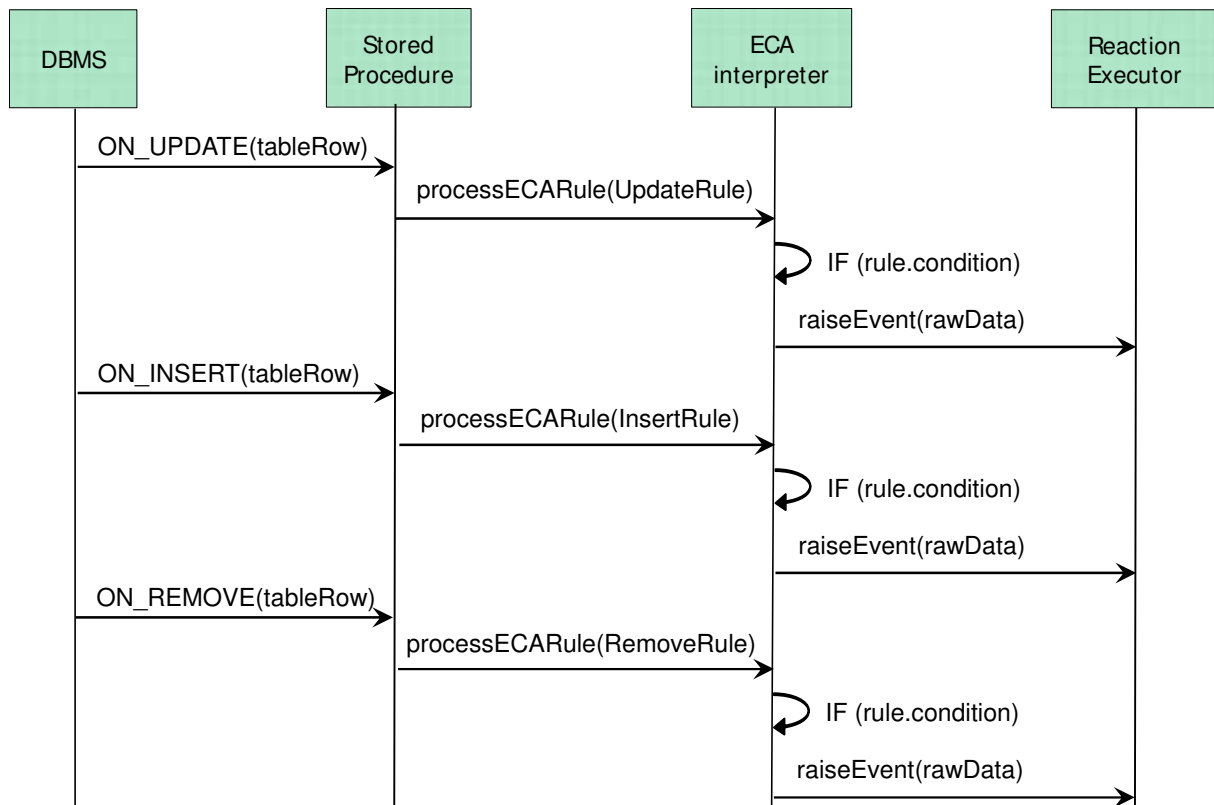 DBMS
Stored
Procedure
ECA
interpreter
Reaction
Executor
ON_UPDATE(tableRow)
processECARule(UpdateRule)
IF (rule.condition)
raiseEvent(rawData)
ON_INSERT(tableRow)
processECARule(InsertRule)
IF (rule.condition)
raiseEvent(rawData)
ON_REMOVE(tableRow)
processECARule(RemoveRule)
IF (rule.condition)
raiseEvent(rawData)